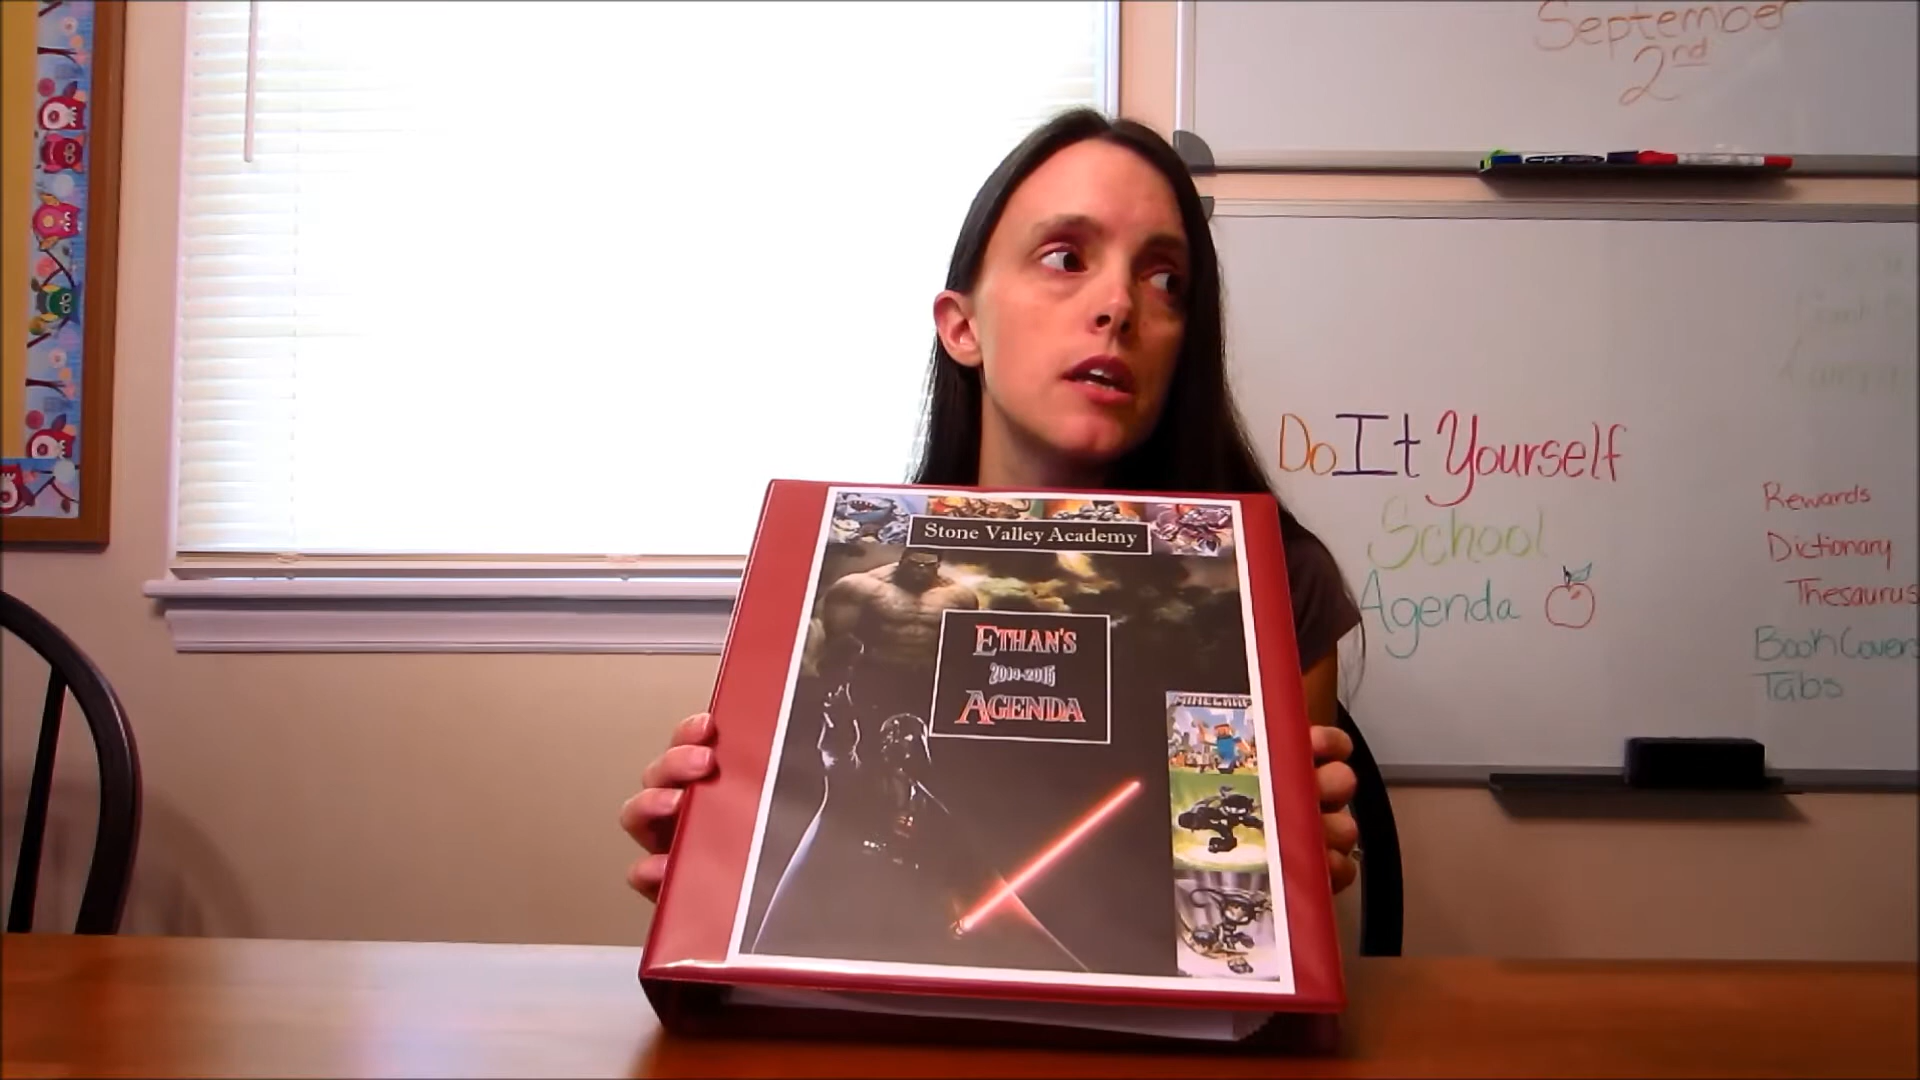 September
2nd
Do It Yourself
School
Agenda
Rewards
Dictionary
Thesaurus
Book Covers
Tabs
Stone Valley Academy
ETHAN'S
2014-2015
AGENDA
MINECRAFT